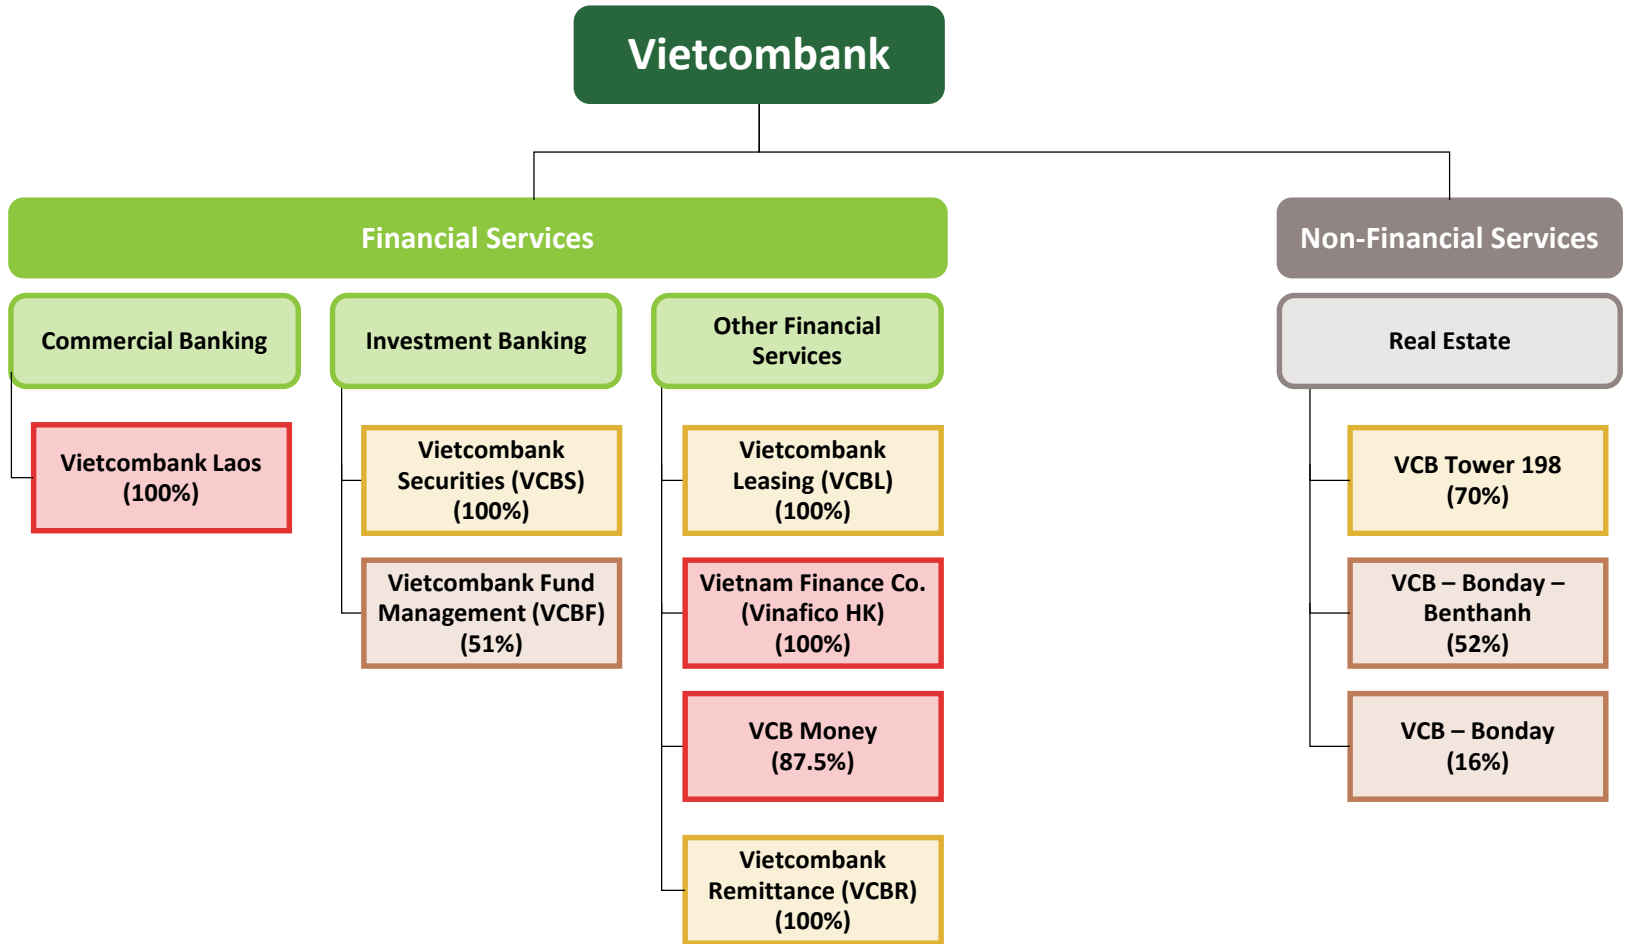 Vietcombank
Financial Services
Non-Financial Services
Commercial Banking
Investment Banking
Other Financial
Services
Real Estate
Vietcombank Laos
(100%)
Vietcombank
Securities (VCBS)
(100%)
Vietcombank Fund
Management (VCBF)
(51%)
Vietcombank
Leasing (VCBL)
(100%)
Vietnam Finance Co.
(Vinafico HK)
(100%)
VCB Money
(87.5%)
Vietcombank
Remittance (VCBR)
(100%)
VCB Tower 198
(70%)
VCB – Bonday –
Benthanh
(52%)
VCB – Bonday
(16%)